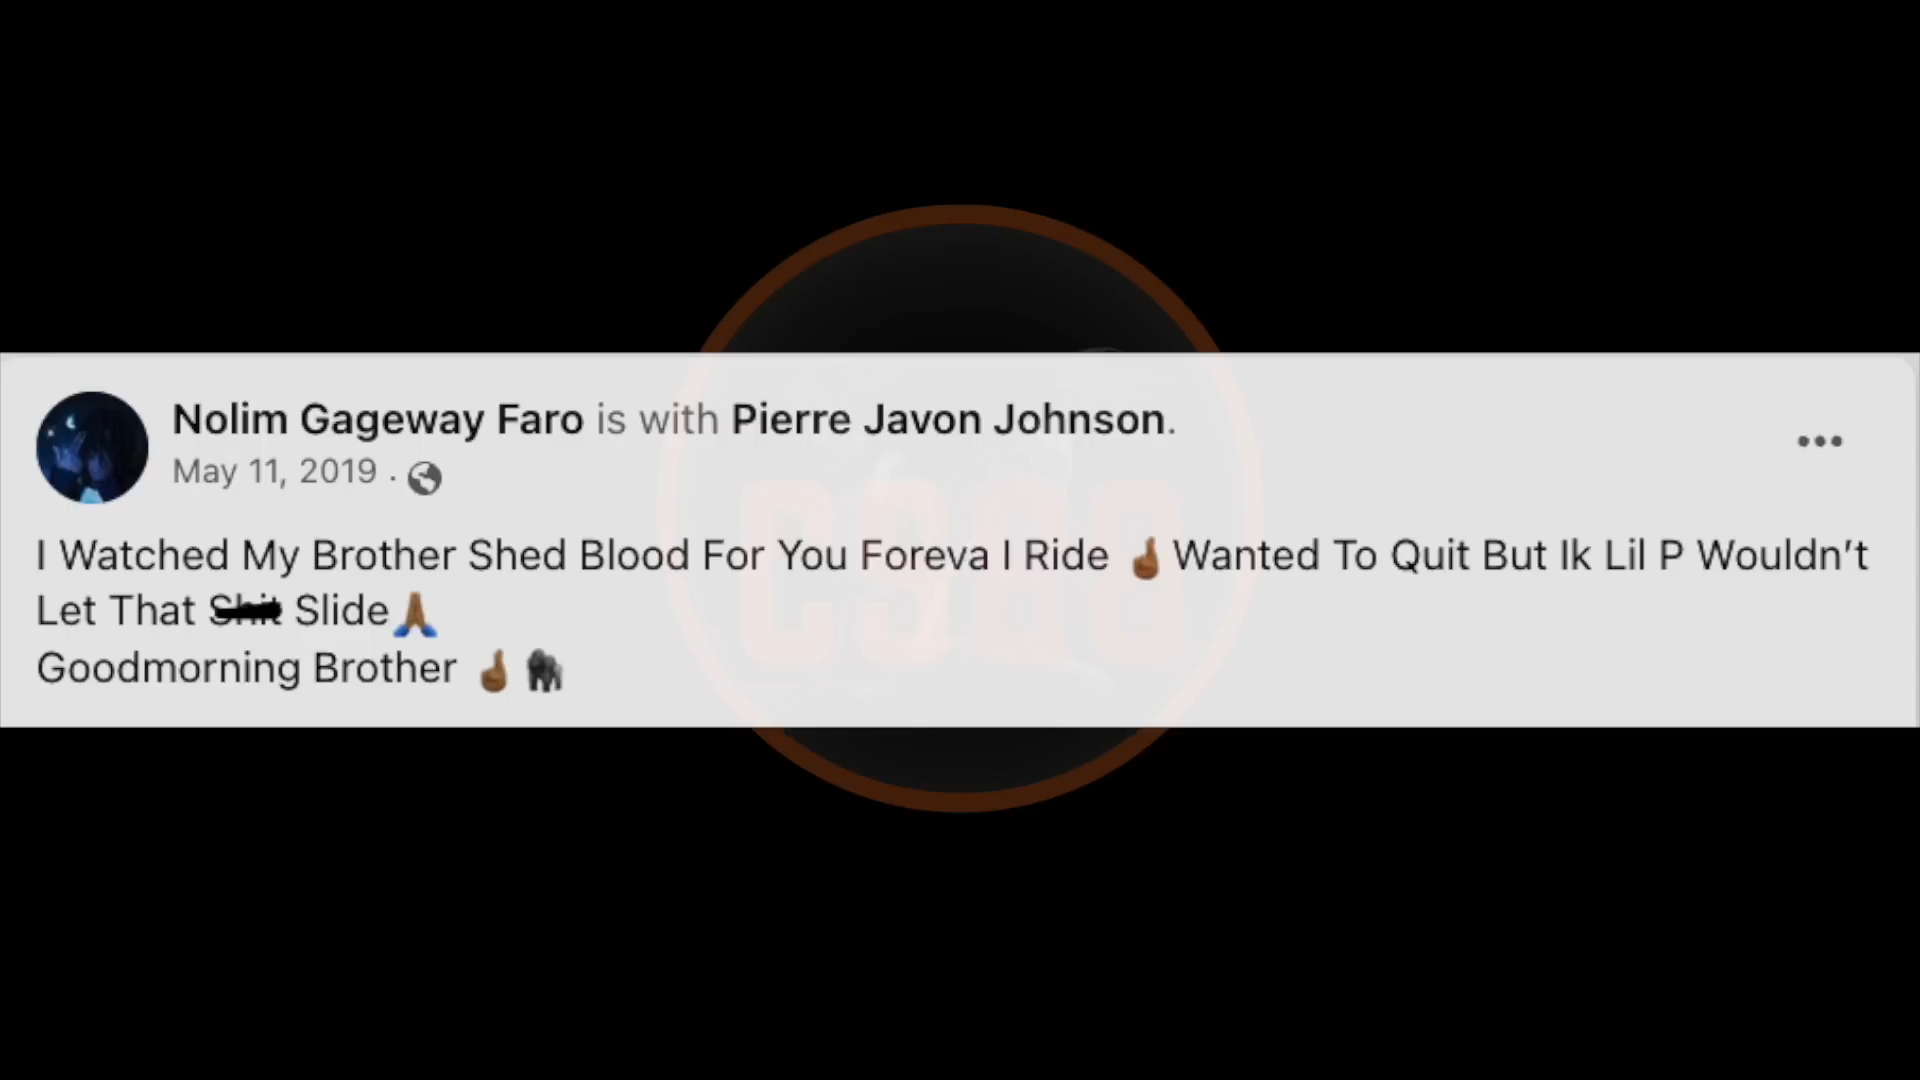 Nolim Gageway Faro is with Pierre Javon Johnson.
May 11, 2019 ·
I Watched My Brother Shed Blood For You Foreva I Ride ☝🏾Wanted To Quit But Ik Lil P Wouldn't
Let That Shit Slide🙏🏾
Goodmorning Brother ☝🏾🦍